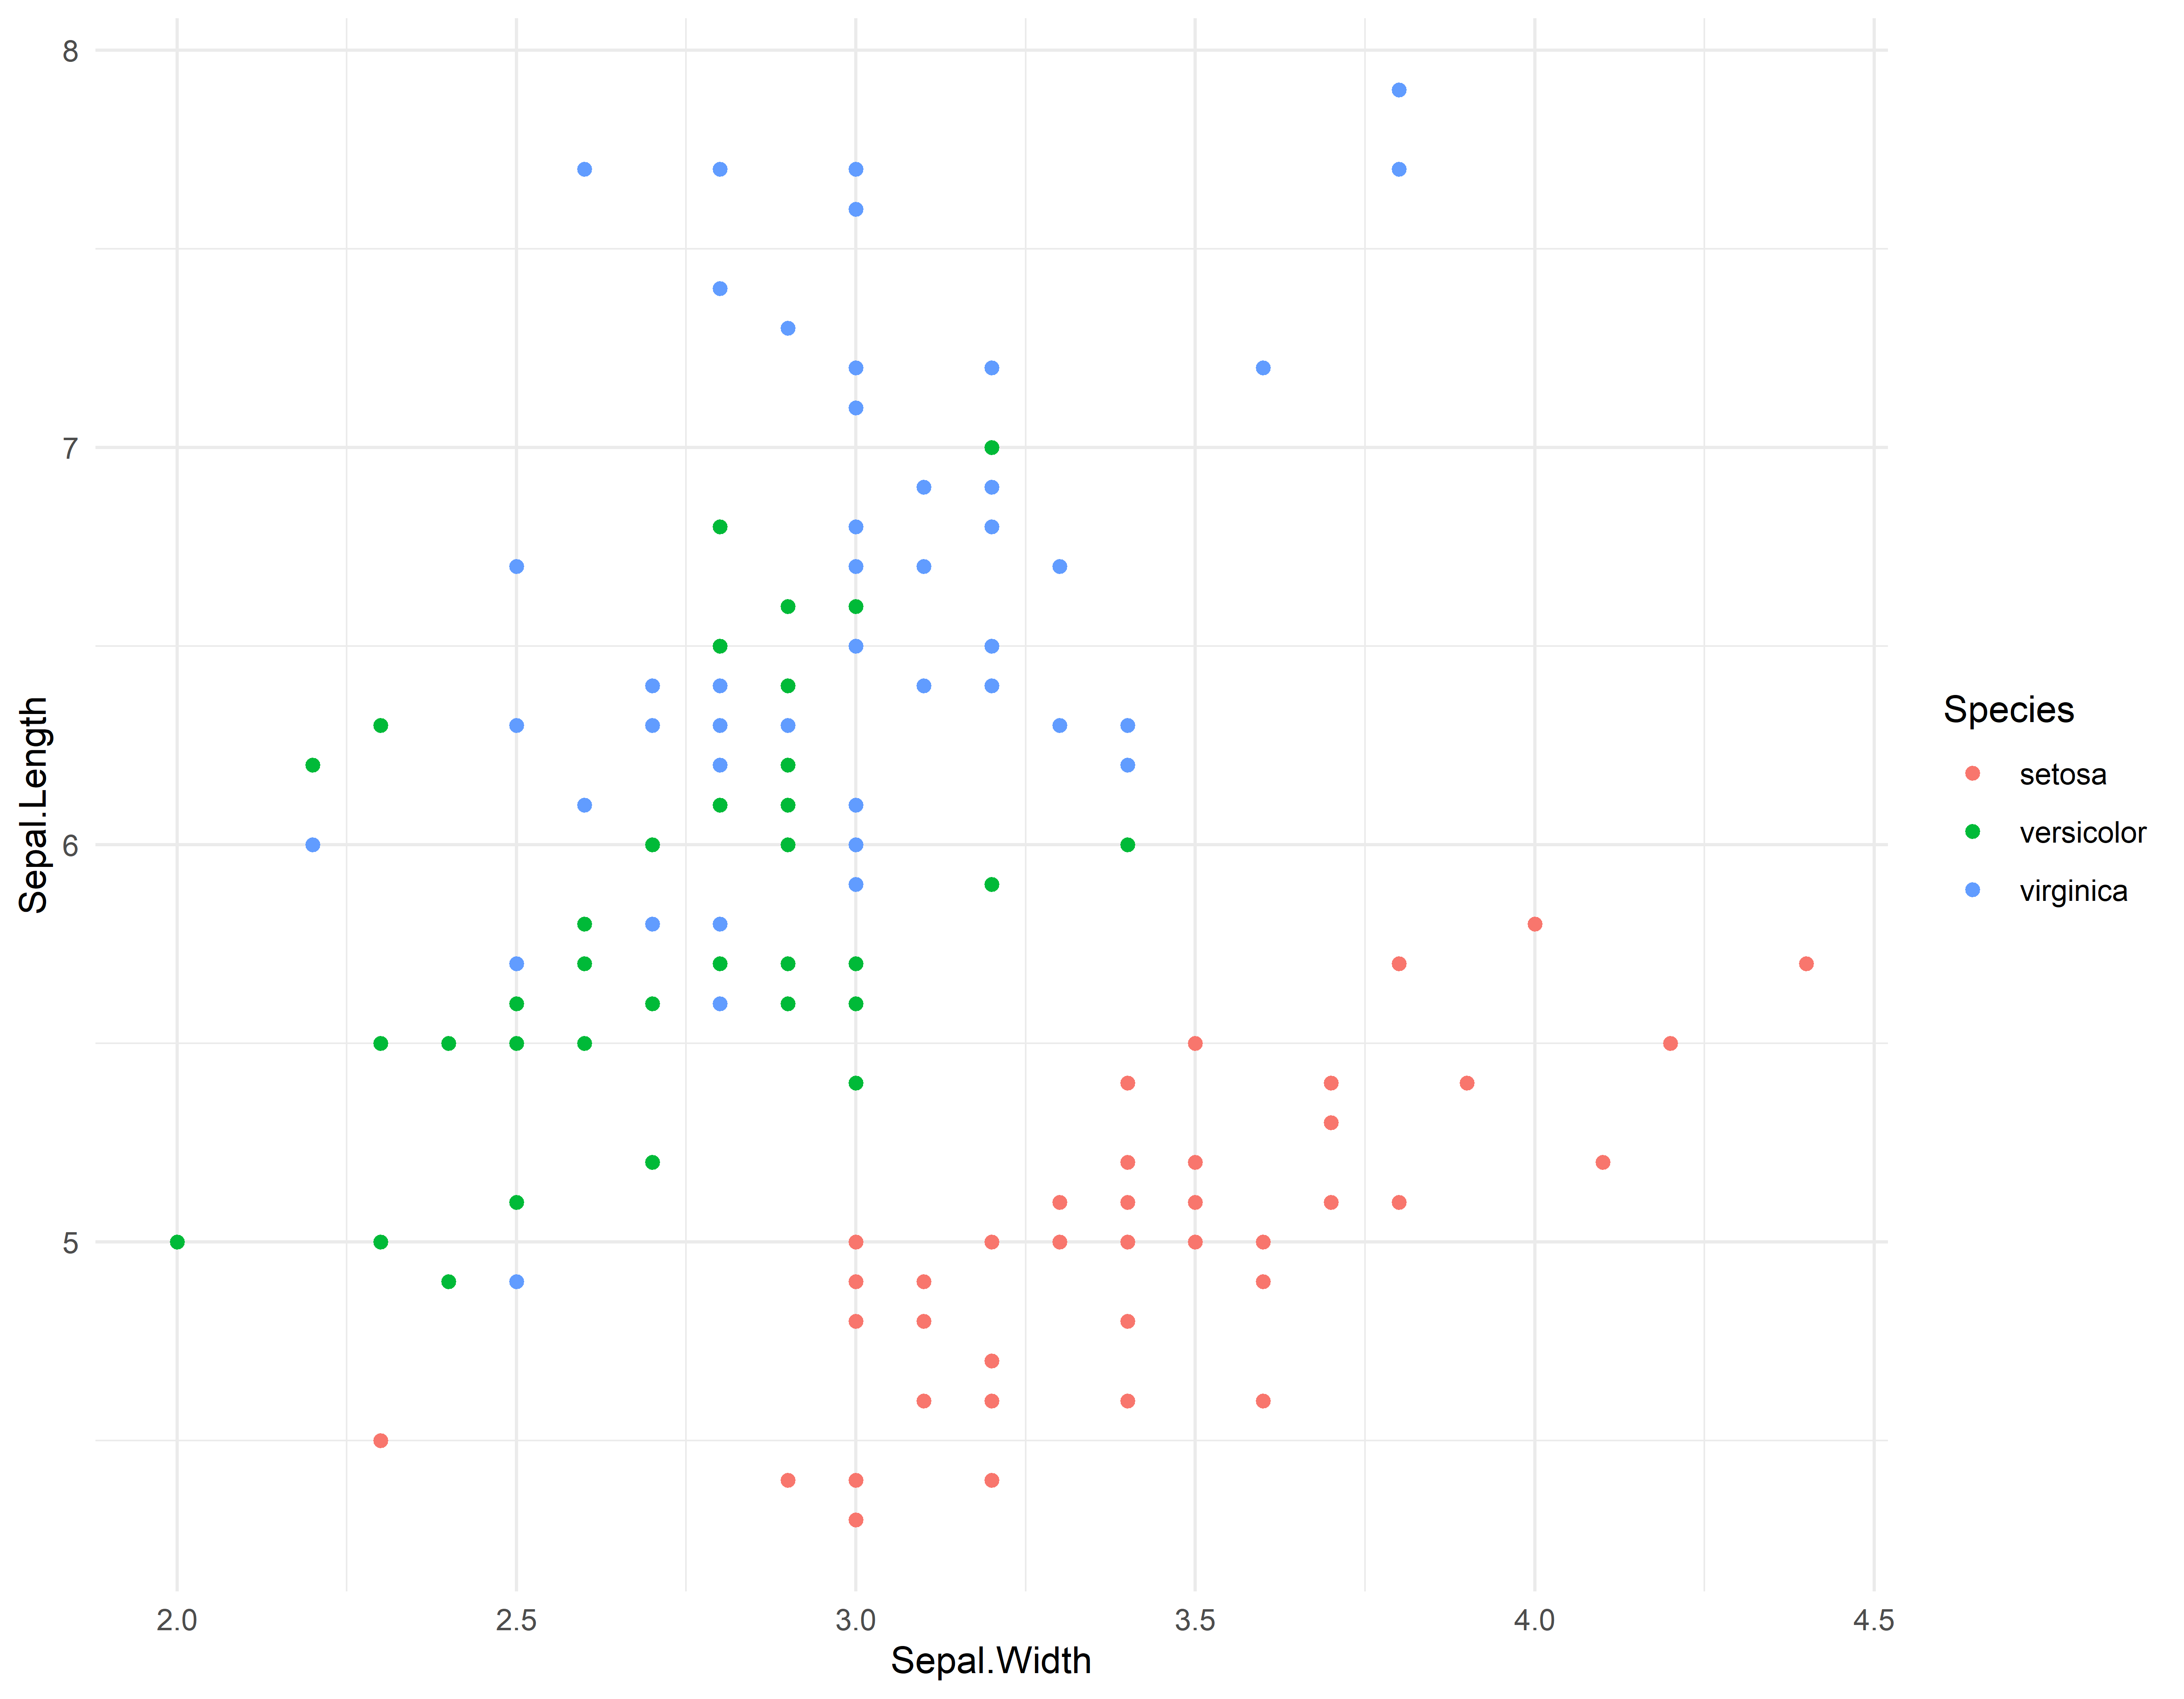 8
7
6
5
Sepal.Length
2.0 2.5 3.0 3.5 4.0 4.5
Sepal.Width
Species
setosa
versicolor
virginica